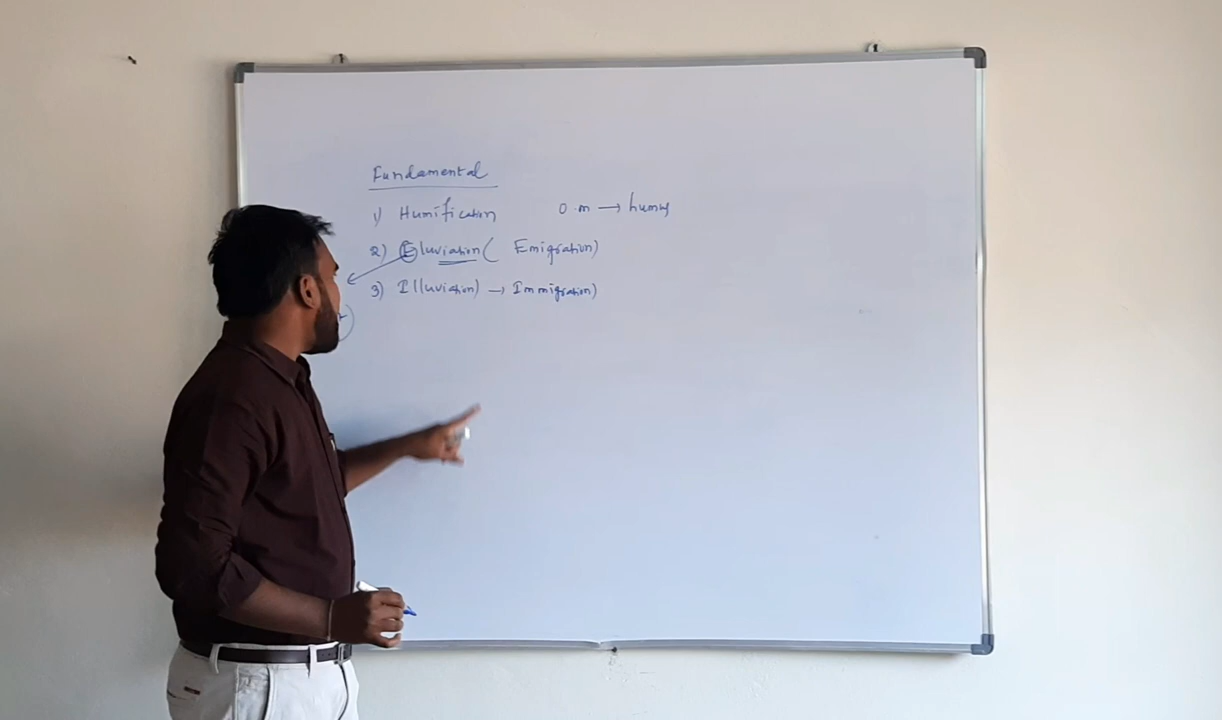 Fundamental
1) Humification O.m → humus
2) Eluviation ( Emigration)
3) Illuviation) → Immigration)